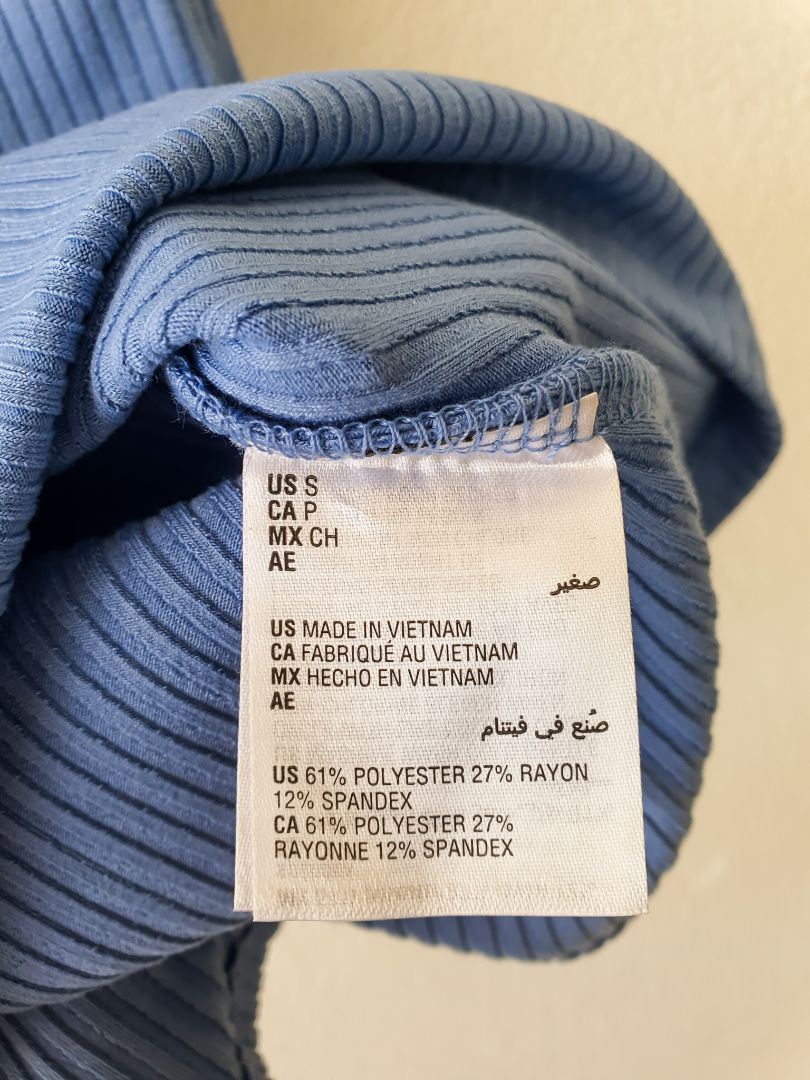 US S
CA P
MX CH
AE
صغير
US MADE IN VIETNAM
CA FABRIQUÉ AU VIETNAM
MX HECHO EN VIETNAM
AE
صُنع في فيتنام
US 61% POLYESTER 27% RAYON
12% SPANDEX
CA 61% POLYESTER 27%
RAYONNE 12% SPANDEX